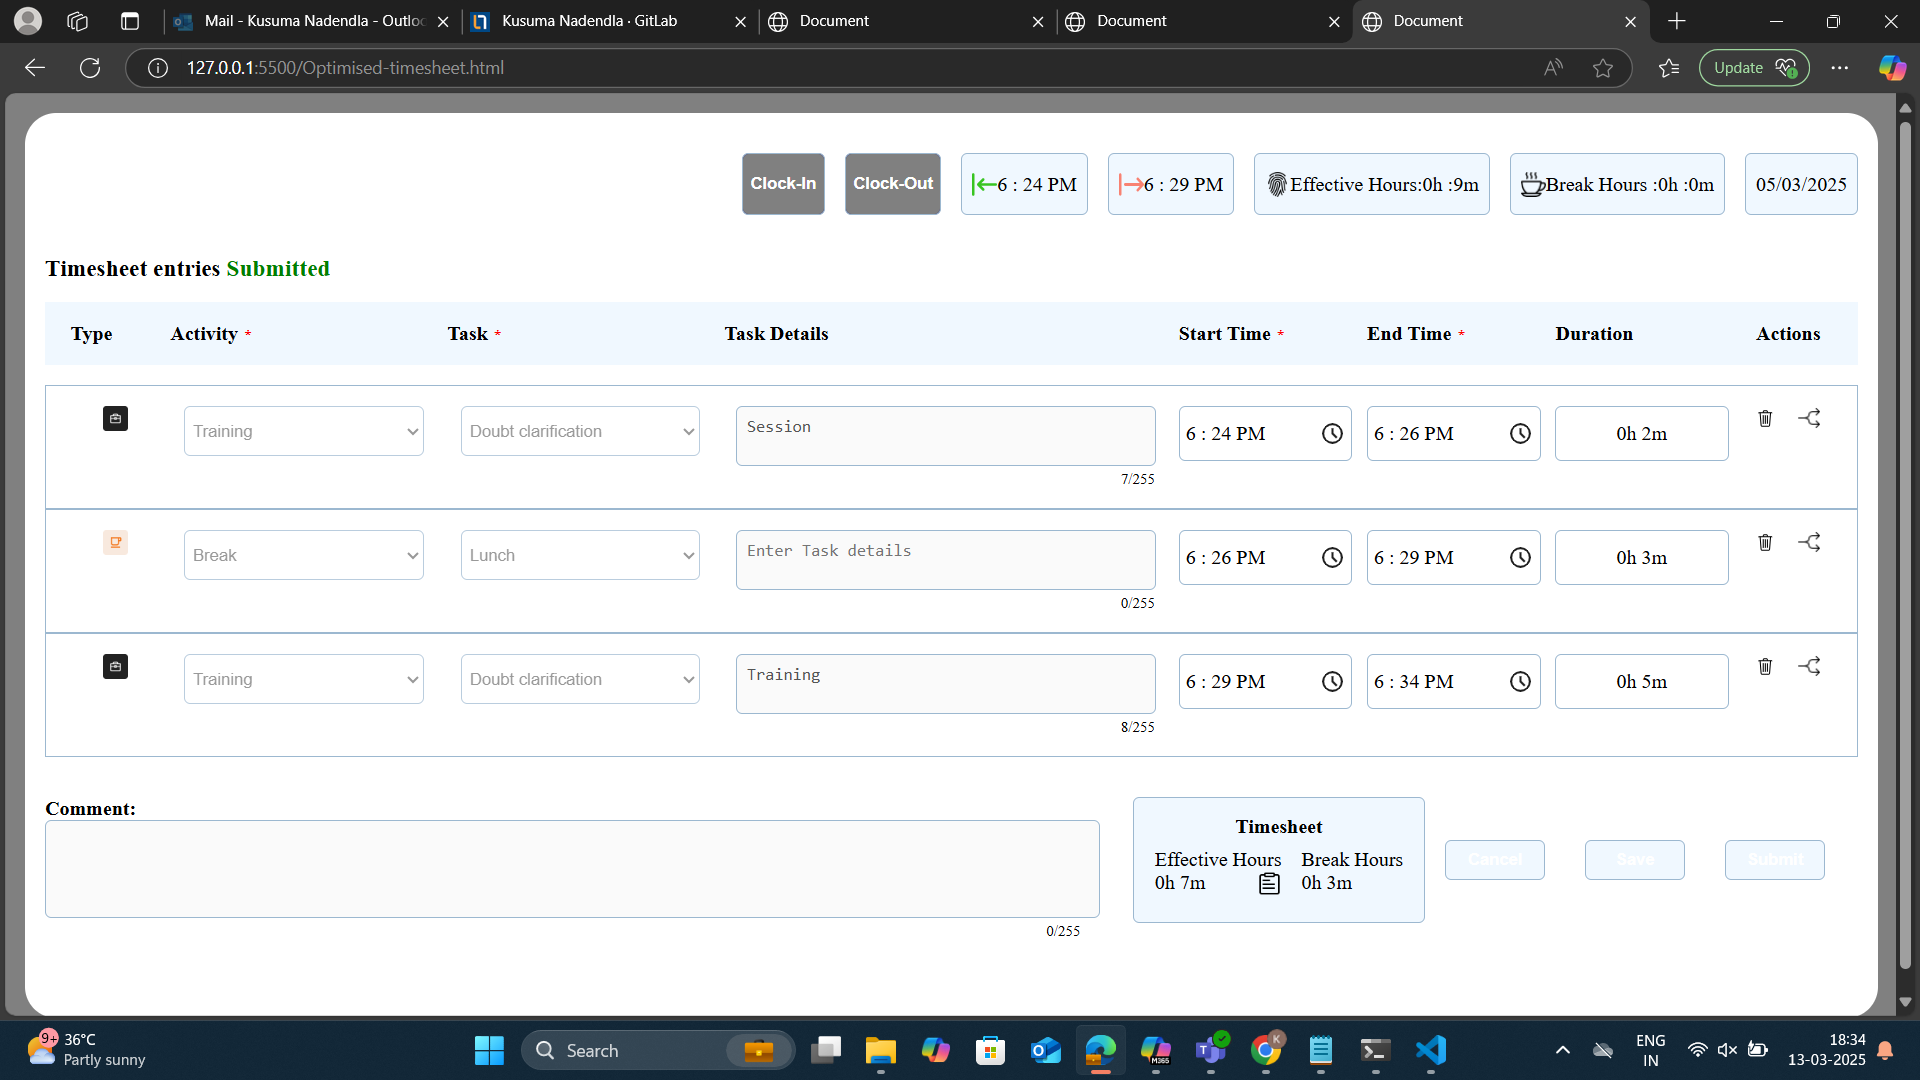 Mail - Kusuma Nadendla - Outloo
Kusuma Nadendla · GitLab
Document
Document
Document
127.0.0.1:5500/Optimised-timesheet.html
Update
Clock-In
Clock-Out
6 : 24 PM
6 : 29 PM
Effective Hours:0h :9m
Break Hours :0h :0m
05/03/2025
Timesheet entries Submitted
Type Activity * Task * Task Details Start Time * End Time * Duration Actions
Training Doubt clarification Session 6 : 24 PM 6 : 26 PM 0h 2m
7/255
Break Lunch Enter Task details 6 : 26 PM 6 : 29 PM 0h 3m
0/255
Training Doubt clarification Training 6 : 29 PM 6 : 34 PM 0h 5m
8/255
Comment:
0/255
Timesheet
Effective Hours Break Hours
0h 7m 0h 3m
Cancel Save Submit
9+
36°C
Partly sunny
Search
M365
K
ENG
IN
18:34
13-03-2025